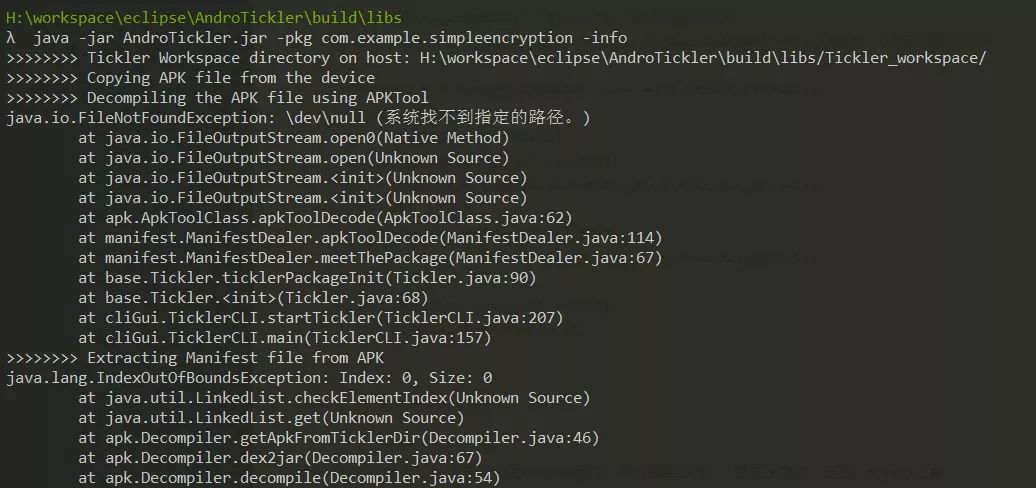 H:\workspace\eclipse\AndroTickler\build\libs
λ  java -jar AndroTickler.jar -pkg com.example.simpleencryption -info
>>>>>>>> Tickler Workspace directory on host: H:\workspace\eclipse\AndroTickler\build\libs/Tickler_workspace/
>>>>>>>> Copying APK file from the device
>>>>>>>> Decompiling the APK file using APKTool
java.io.FileNotFoundException: \dev\null (系统找不到指定的路径。)
        at java.io.FileOutputStream.open0(Native Method)
        at java.io.FileOutputStream.open(Unknown Source)
        at java.io.FileOutputStream.<init>(Unknown Source)
        at java.io.FileOutputStream.<init>(Unknown Source)
        at apk.ApkToolClass.apkToolDecode(ApkToolClass.java:62)
        at manifest.ManifestDealer.apkToolDecode(ManifestDealer.java:114)
        at manifest.ManifestDealer.meetThePackage(ManifestDealer.java:67)
        at base.Tickler.ticklerPackageInit(Tickler.java:90)
        at base.Tickler.<init>(Tickler.java:68)
        at cliGui.TicklerCLI.startTickler(TicklerCLI.java:207)
        at cliGui.TicklerCLI.main(TicklerCLI.java:157)
>>>>>>>> Extracting Manifest file from APK
java.lang.IndexOutOfBoundsException: Index: 0, Size: 0
        at java.util.LinkedList.checkElementIndex(Unknown Source)
        at java.util.LinkedList.get(Unknown Source)
        at apk.Decompiler.getApkFromTicklerDir(Decompiler.java:46)
        at apk.Decompiler.dex2jar(Decompiler.java:67)
        at apk.Decompiler.decompile(Decompiler.java:54)